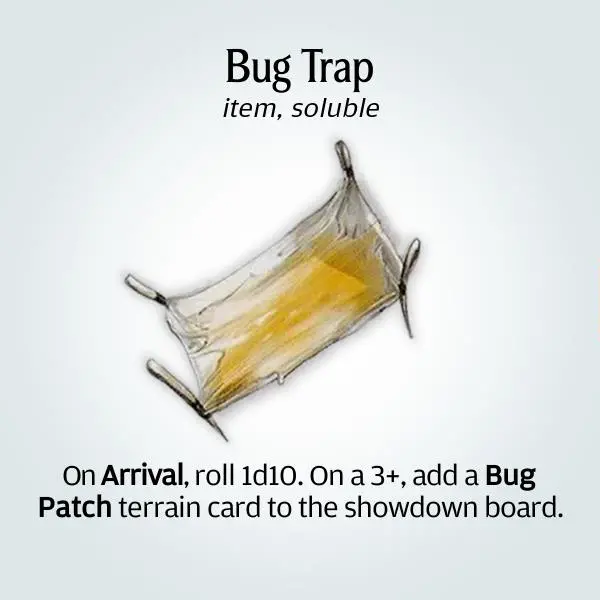 Bug Trap
item, soluble
On Arrival, roll 1d10. On a 3+, add a Bug
Patch terrain card to the showdown board.